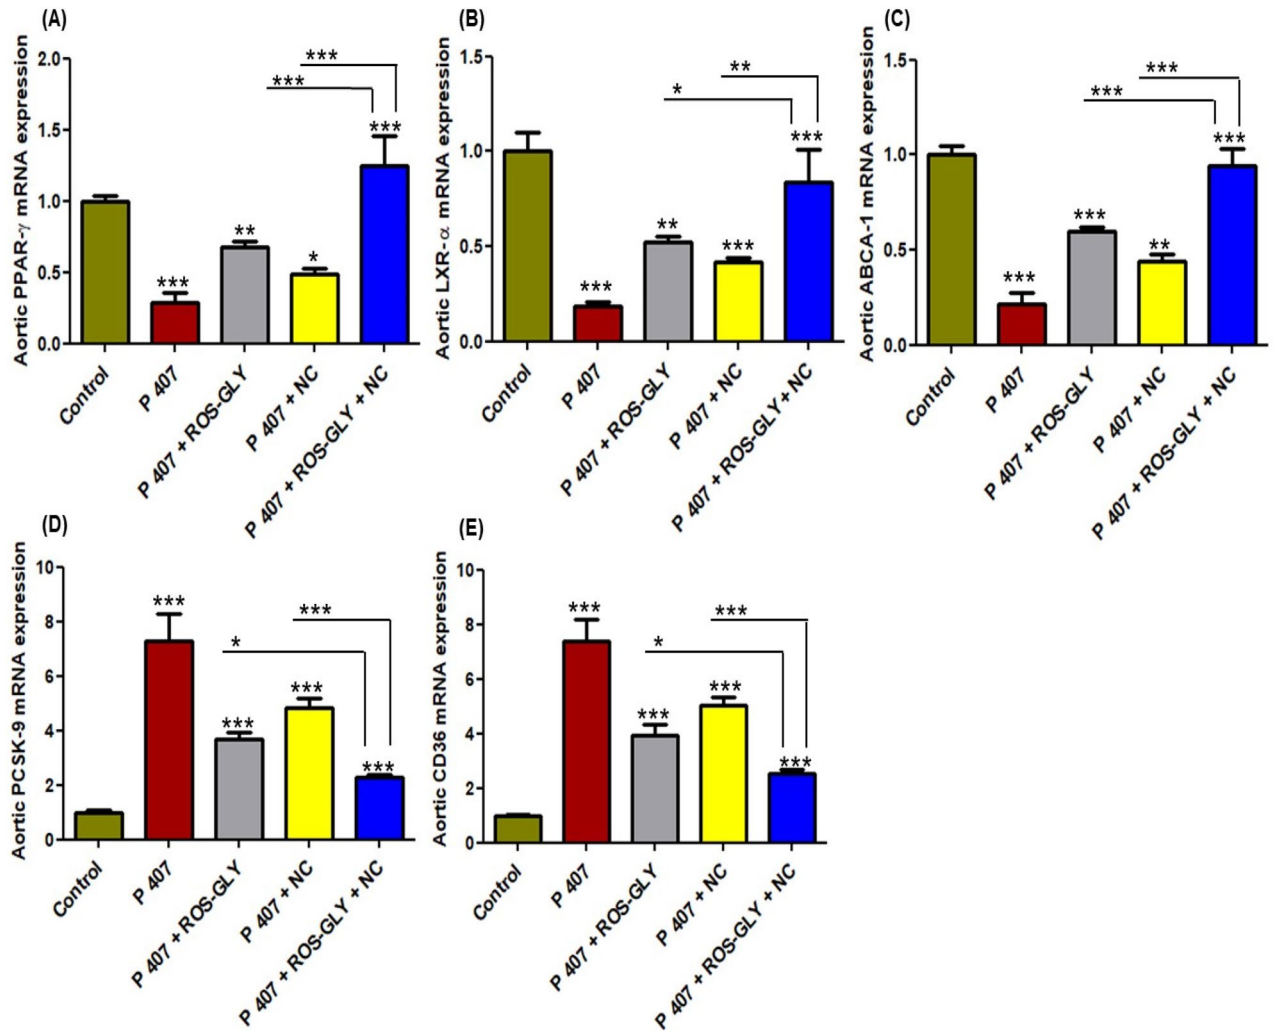 (A)
Aortic PPAR-γ mRNA expression
2.0
1.5
1.0
0.5
0.0
***
**
*
***
***
***
Control
P 407
P 407 + ROS-GLY
P 407 + NC
P 407 + ROS-GLY + NC
(B)
Aortic LXR-α mRNA expression
1.5
1.0
0.5
0.0
***
**
***
***
*
**
Control
P 407
P 407 + ROS-GLY
P 407 + NC
P 407 + ROS-GLY + NC
(C)
Aortic ABCA-1 mRNA expression
1.5
1.0
0.5
0.0
***
***
**
***
***
***
Control
P 407
P 407 + ROS-GLY
P 407 + NC
P 407 + ROS-GLY + NC
(D)
Aortic PCSK-9 mRNA expression
10
8
6
4
2
0
***
***
***
***
*
***
Control
P 407
P 407 + ROS-GLY
P 407 + NC
P 407 + ROS-GLY + NC
(E)
Aortic CD36 mRNA expression
10
8
6
4
2
0
***
***
***
***
*
***
Control
P 407
P 407 + ROS-GLY
P 407 + NC
P 407 + ROS-GLY + NC